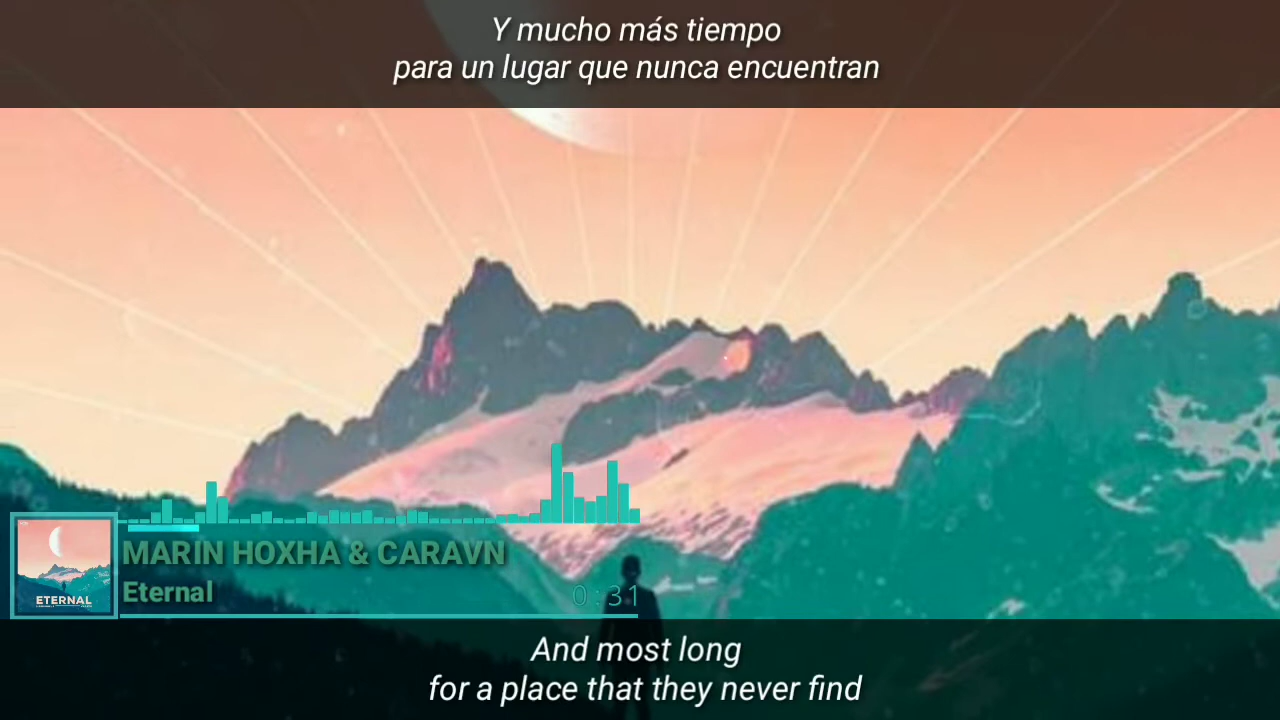 Y mucho más tiempo
para un lugar que nunca encuentran
MARIN HOXHA & CARAVN
Eternal
0:31
ETERNAL
And most long
for a place that they never find